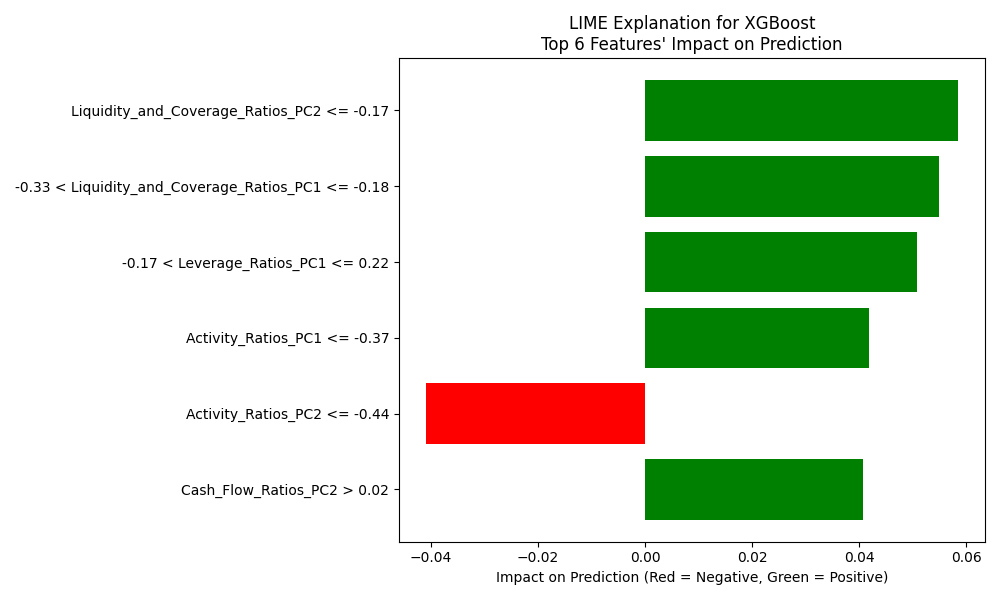 LIME Explanation for XGBoost
Top 6 Features' Impact on Prediction
Liquidity_and_Coverage_Ratios_PC2 <= -0.17
-0.33 < Liquidity_and_Coverage_Ratios_PC1 <= -0.18
-0.17 < Leverage_Ratios_PC1 <= 0.22
Activity_Ratios_PC1 <= -0.37
Activity_Ratios_PC2 <= -0.44
Cash_Flow_Ratios_PC2 > 0.02
−0.04 −0.02 0.00 0.02 0.04 0.06
Impact on Prediction (Red = Negative, Green = Positive)